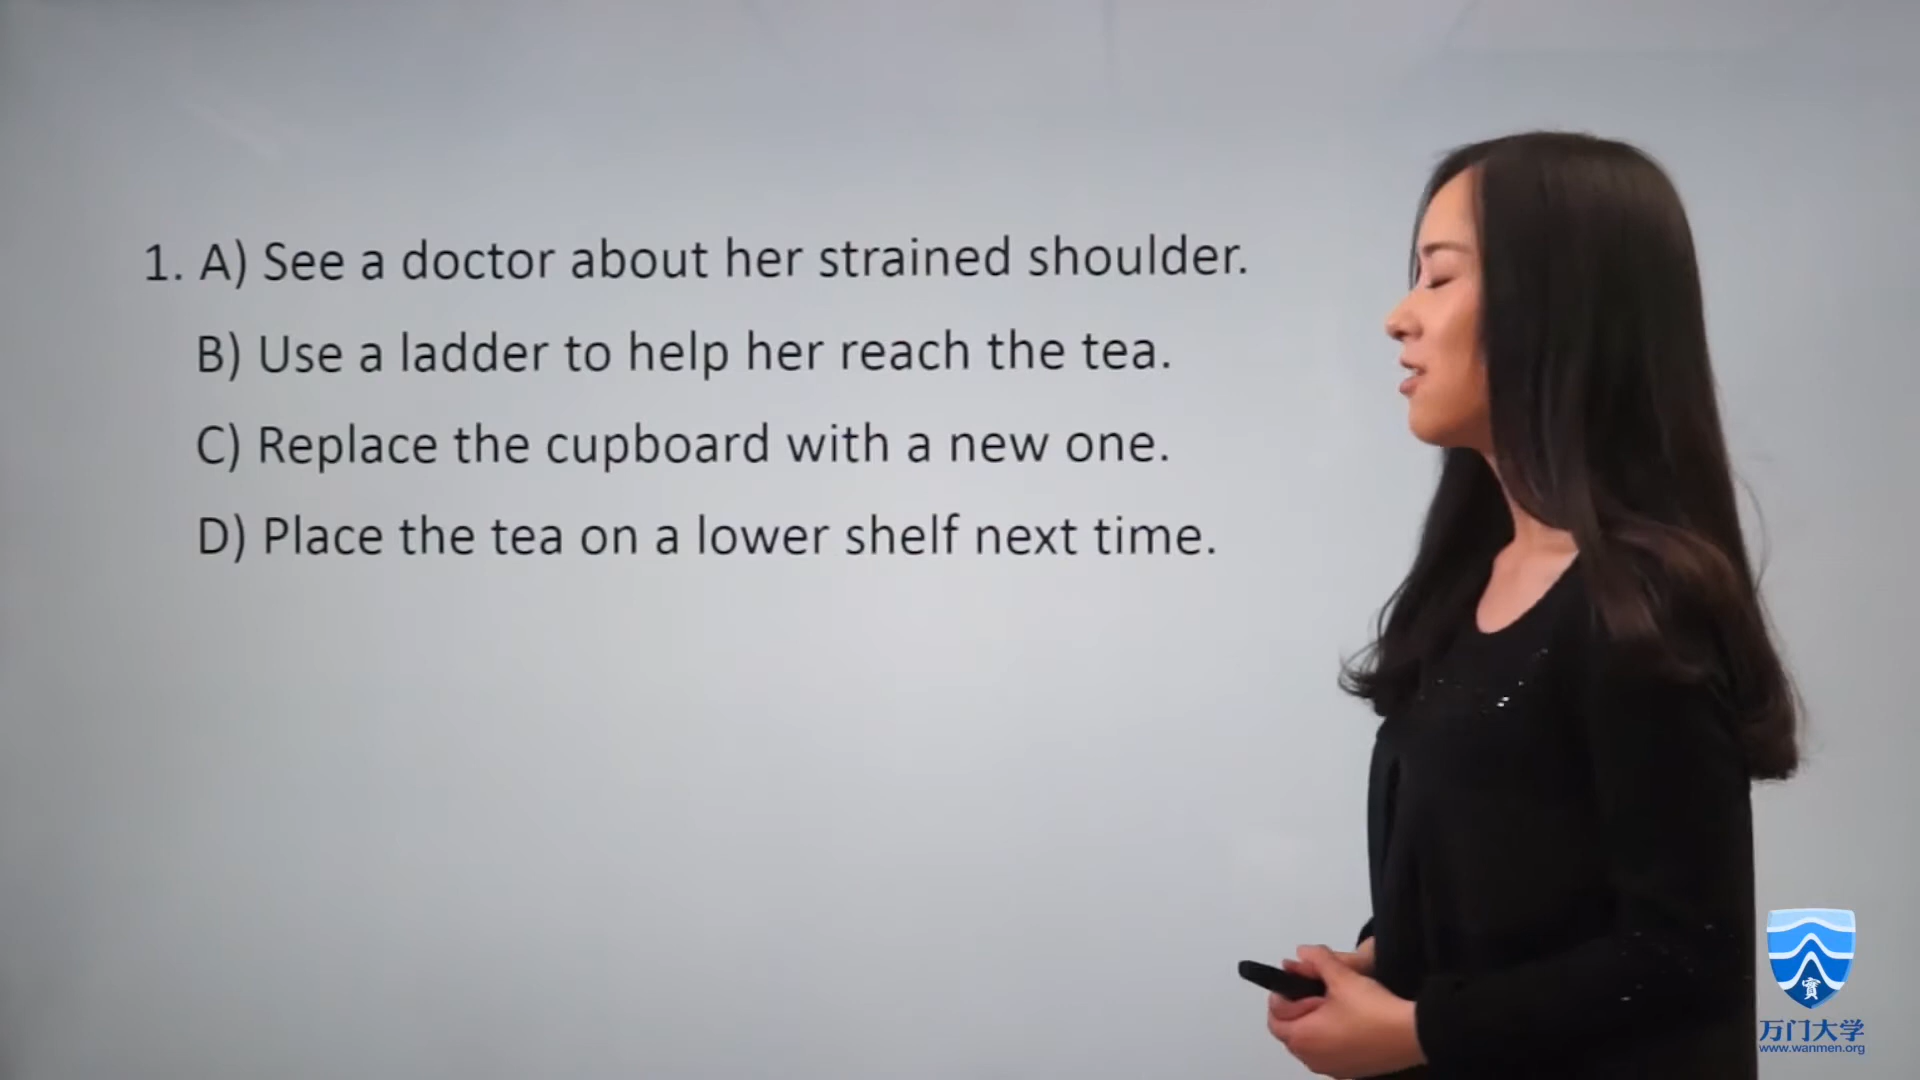 1. A) See a doctor about her strained shoulder.
B) Use a ladder to help her reach the tea.
C) Replace the cupboard with a new one.
D) Place the tea on a lower shelf next time.
實
万门大学
www.wanmen.org